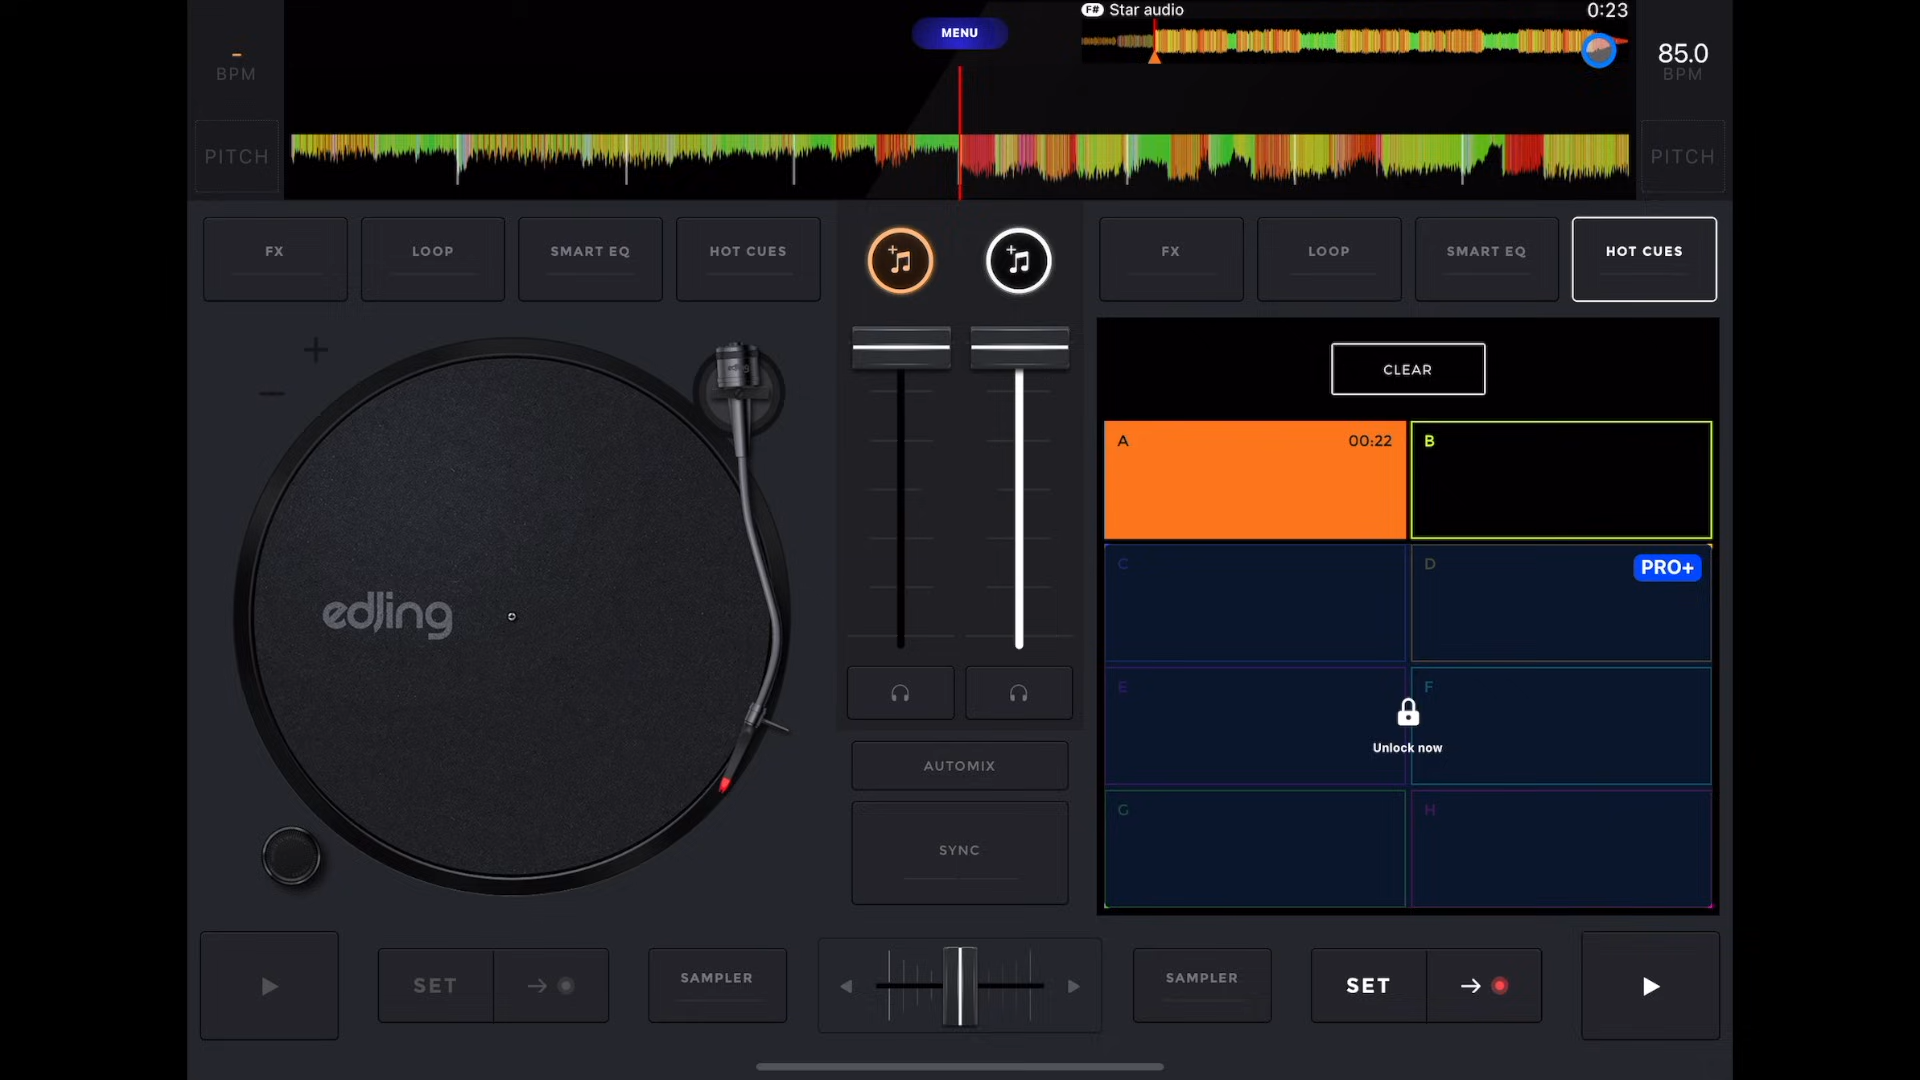 F# Star audio
0:23
MENU
-
BPM
85.0
BPM
PITCH
PITCH
FX
LOOP
SMART EQ
HOT CUES
FX
LOOP
SMART EQ
HOT CUES
edjing
CLEAR
A
00:22
B
C
D
PRO+
E
F
Unlock now
G
H
edjing
AUTOMIX
SYNC
SET
SAMPLER
SAMPLER
SET